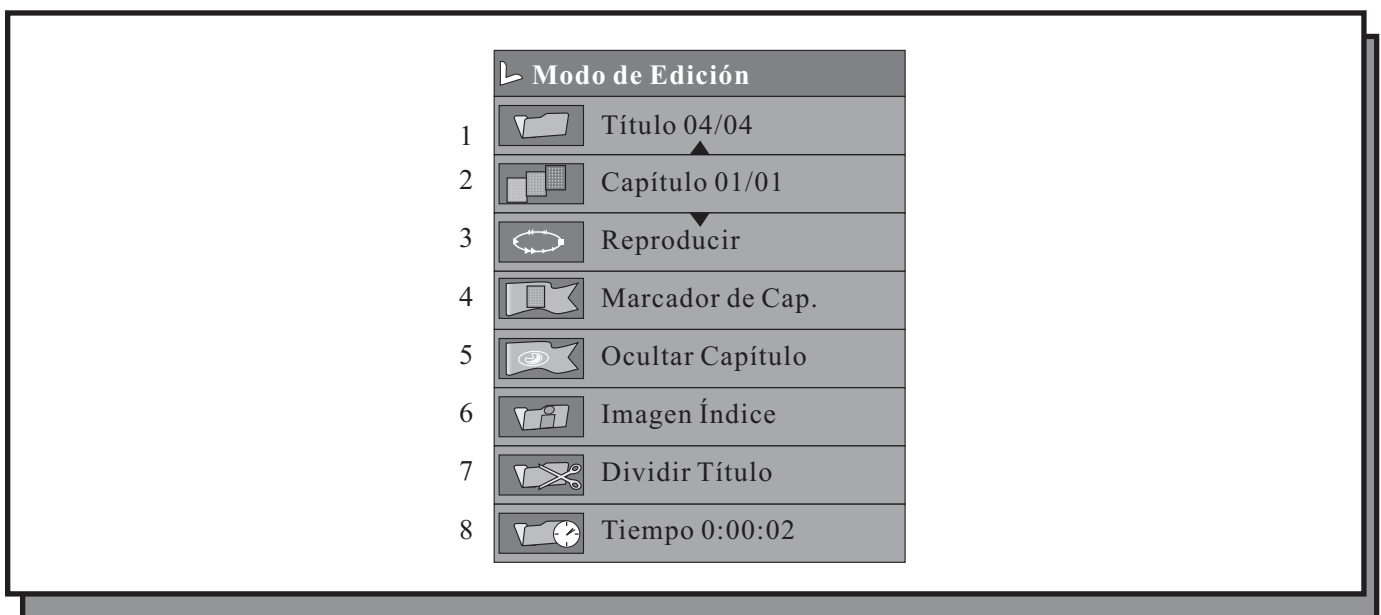 Modo de Edición
1 Título 04/04
2 Capítulo 01/01
3 Reproducir
4 Marcador de Cap.
5 Ocultar Capítulo
6 Imagen Índice
7 Dividir Título
8 Tiempo 0:00:02